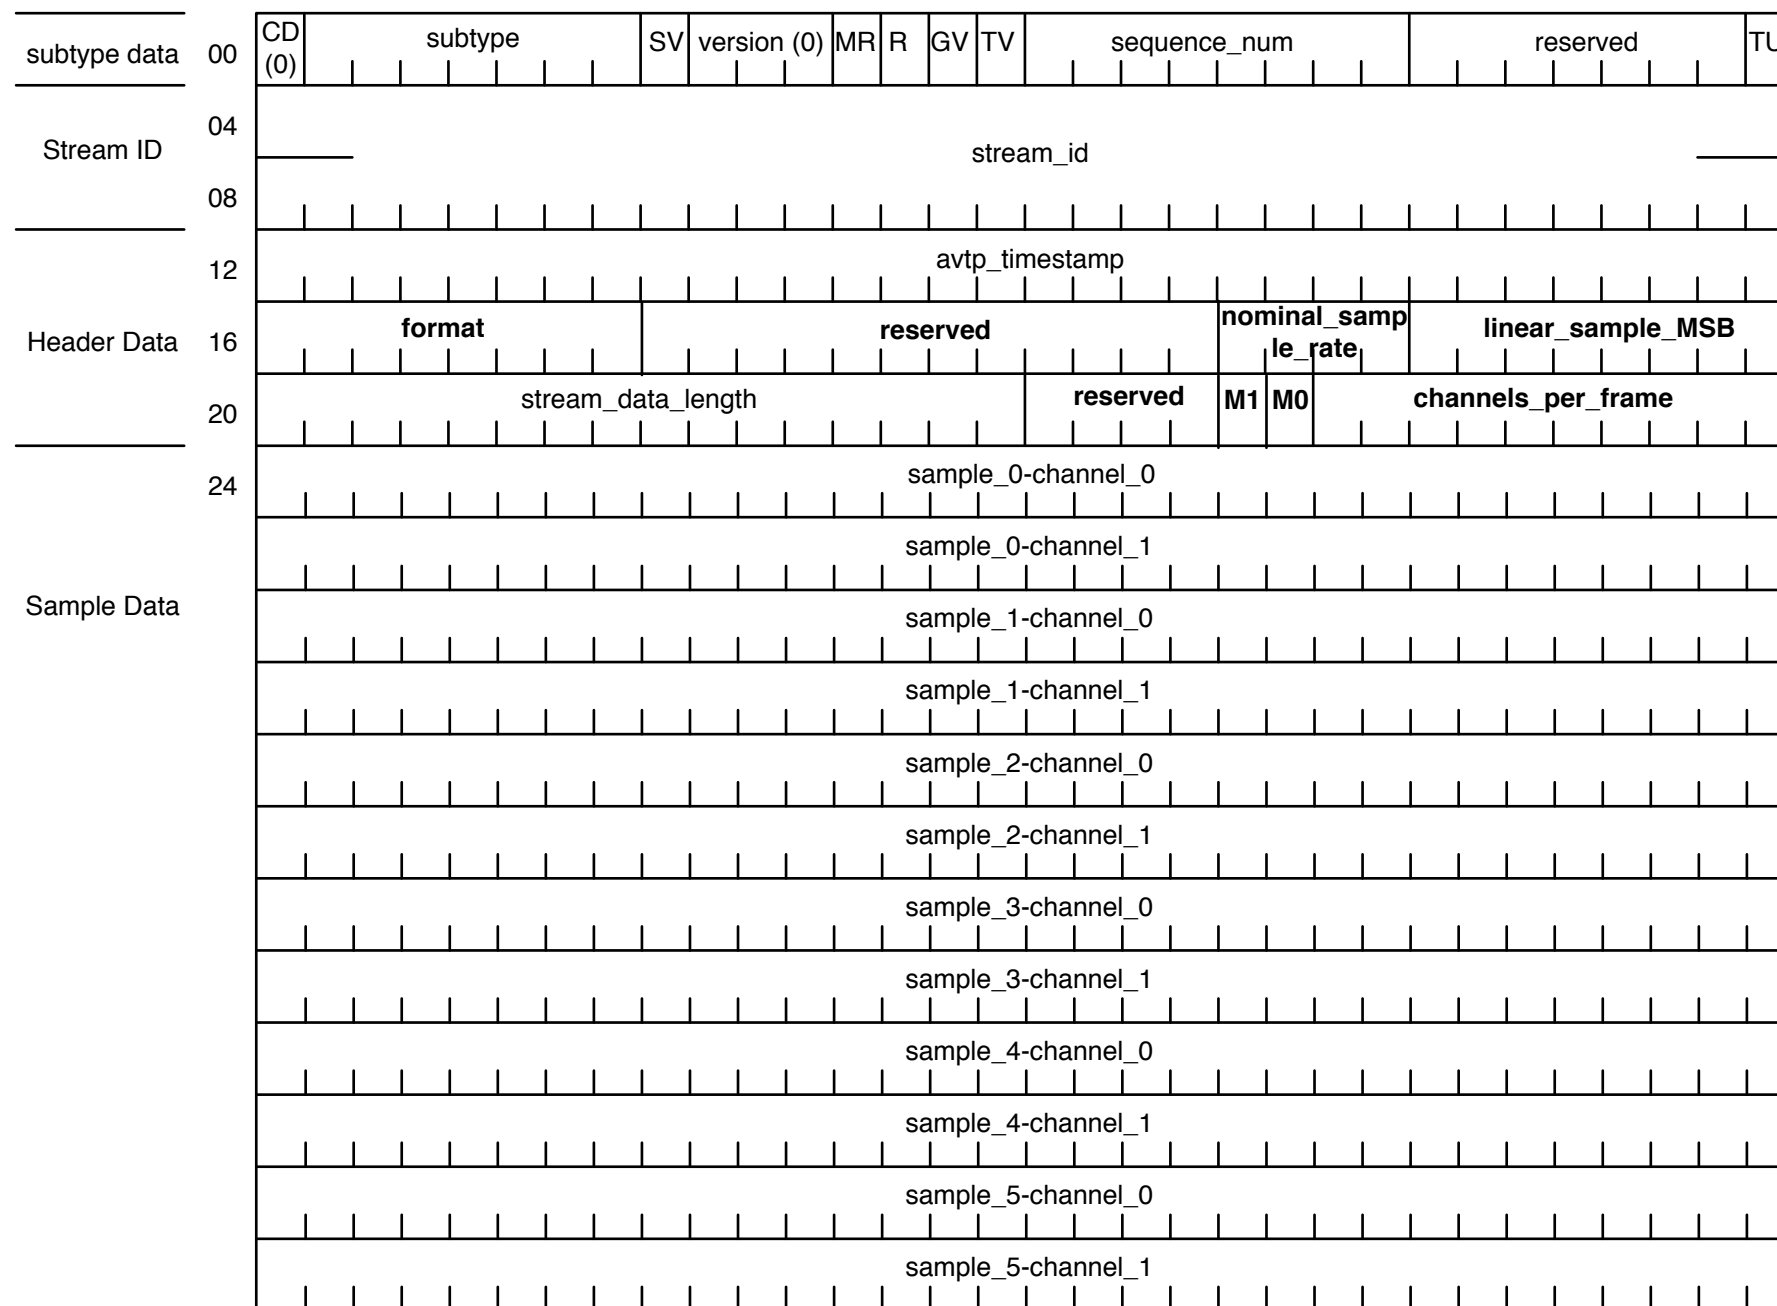 subtype data 00 CD (0) subtype SV version (0) MR R GV TV sequence_num reserved TU
04
Stream ID stream_id
08
12 avtp_timestamp
Header Data 16 format reserved nominal_samp le_rate linear_sample_MSB
20 stream_data_length reserved M1 M0 channels_per_frame
24 sample_0-channel_0
sample_0-channel_1
Sample Data sample_1-channel_0
sample_1-channel_1
sample_2-channel_0
sample_2-channel_1
sample_3-channel_0
sample_3-channel_1
sample_4-channel_0
sample_4-channel_1
sample_5-channel_0
sample_5-channel_1